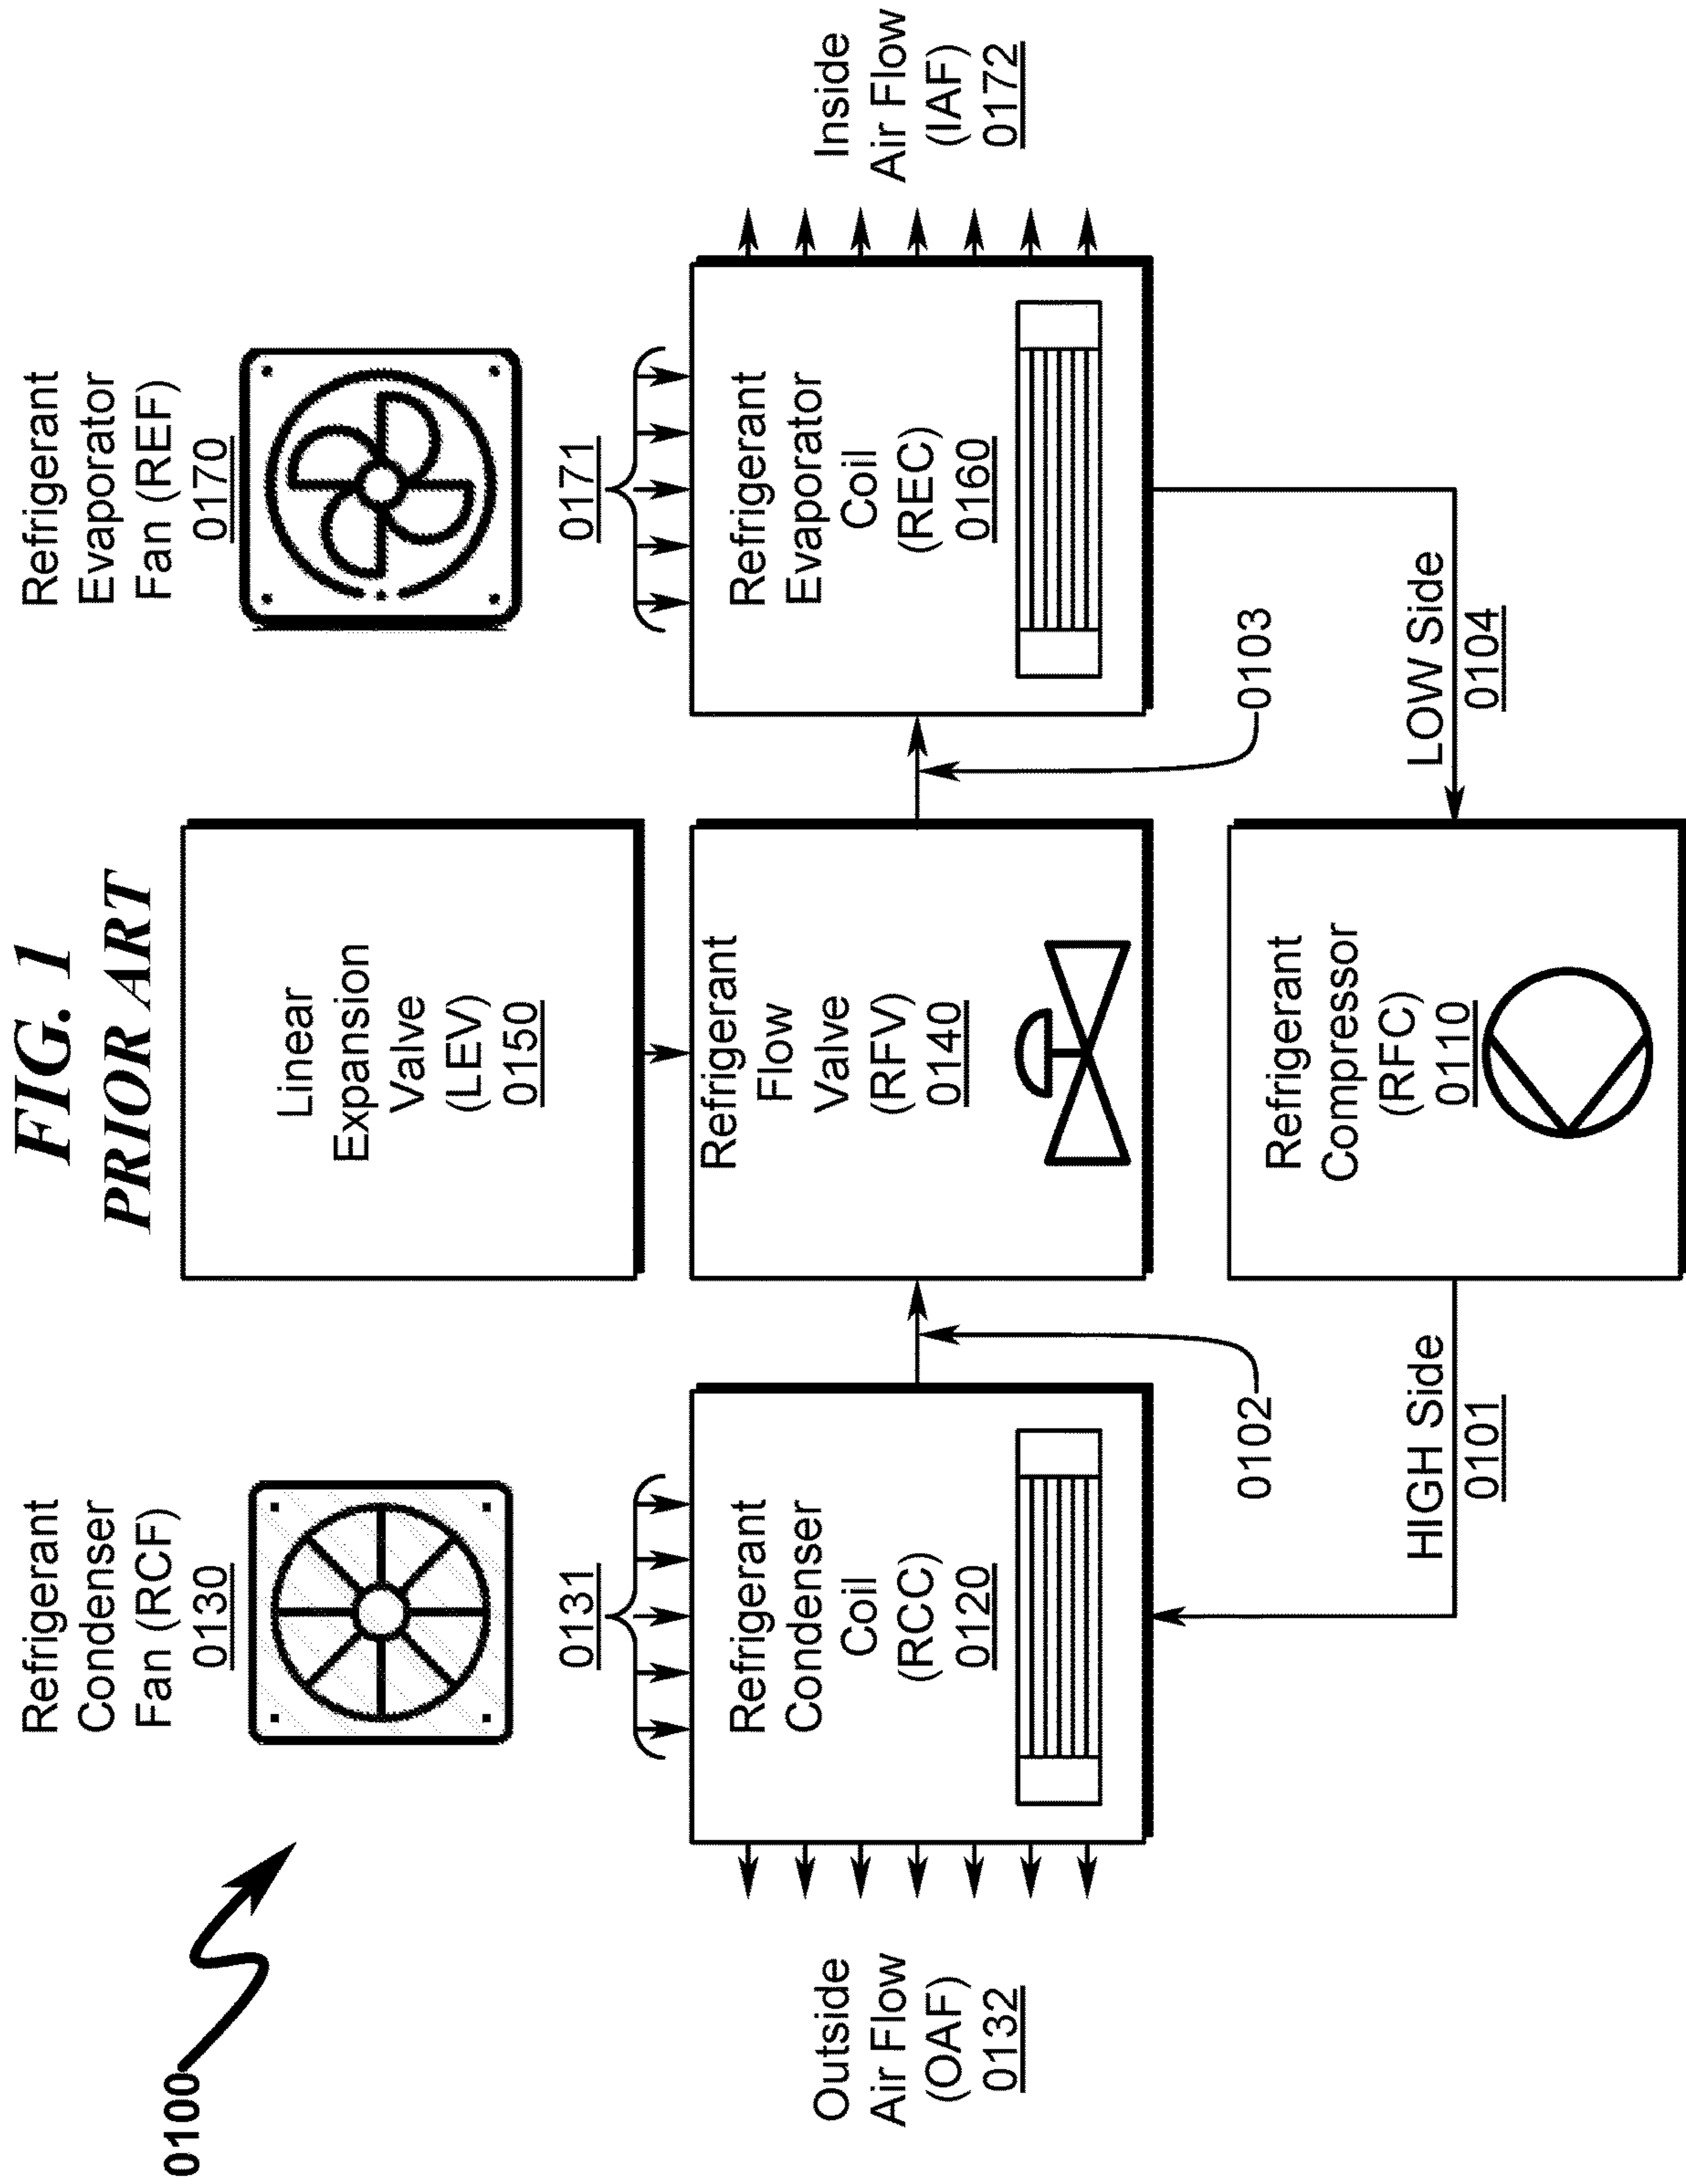 FIG. 1
PRIOR ART
0100
Refrigerant
Condenser
Fan (RCF)
0130
Linear
Expansion
Valve
(LEV)
0150
Refrigerant
Evaporator
Fan (REF)
0170
0131
0171
Outside
Air Flow
(OAF)
0132
Refrigerant
Condenser
Coil
(RCC)
0120
Refrigerant
Flow
Valve
(RFV)
0140
Refrigerant
Evaporator
Coil
(REC)
0160
Inside
Air Flow
(IAF)
0172
0102
0103
HIGH Side
0101
Refrigerant
Compressor
(RFC)
0110
LOW Side
0104